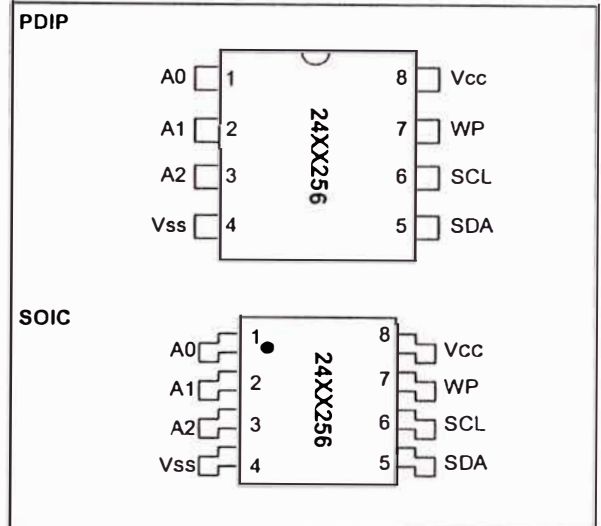 PDIP
A0 1 8 Vcc
A1 2 7 WP
A2 3 6 SCL
Vss 4 5 SDA
24XX256
SOIC
A0 1 8 Vcc
A1 2 7 WP
A2 3 6 SCL
Vss 4 5 SDA
24XX256